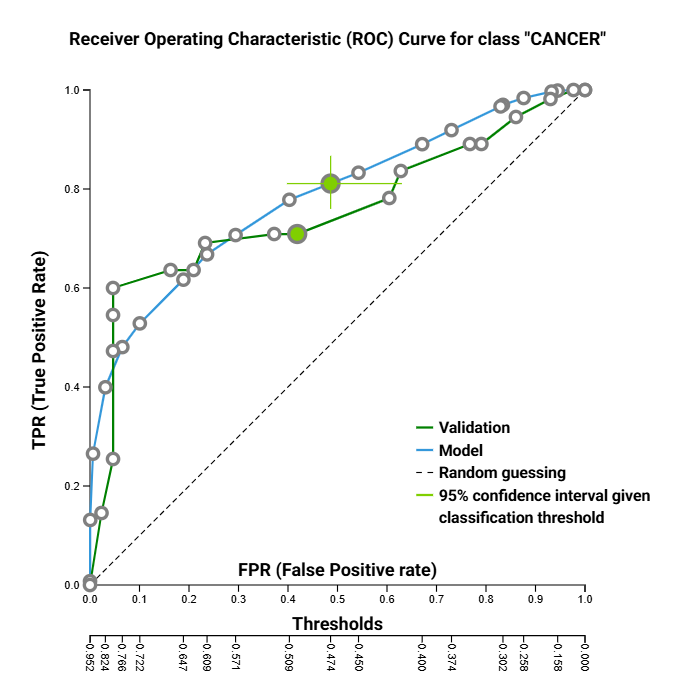 Receiver Operating Characteristic (ROC) Curve for class "CANCER"
TPR (True Positive Rate)
1.0
0.8
0.6
0.4
0.2
0.0
Validation
Model
Random guessing
95% confidence interval given
classification threshold
FPR (False Positive rate)
0.0 0.1 0.2 0.3 0.4 0.5 0.6 0.7 0.8 0.9 1.0
Thresholds
0.952 0.824 0.766 0.722 0.647 0.609 0.571 0.509 0.474 0.450 0.400 0.374 0.302 0.258 0.158 0.000